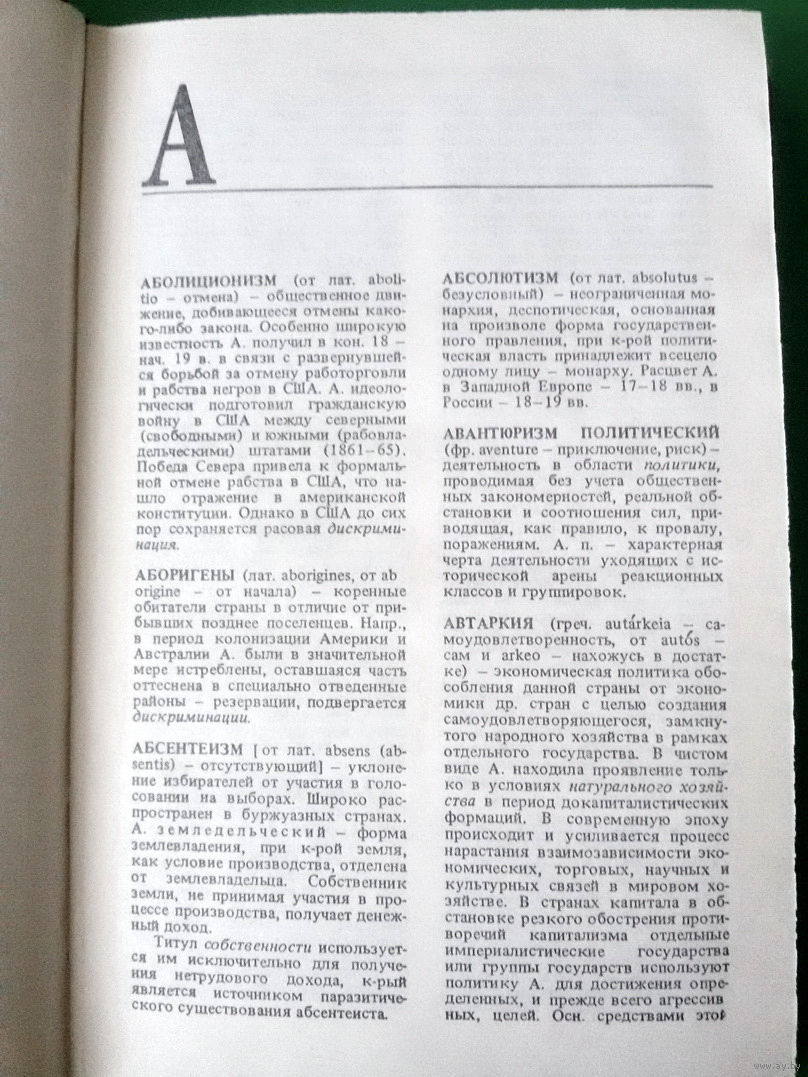 А
АБОЛИЦИОНИЗМ (от лат. aboli-
tio – отмена) – общественное дви-
жение, добивающееся отмены како-
го-либо закона. Особенно широкую
известность А. получил в кон. 18 –
нач. 19 в. в связи с развернувшей-
ся борьбой за отмену работорговли
и рабства негров в США. А. идеоло-
гически подготовил гражданскую
войну в США между северными
(свободными) и южными (рабовла-
дельческими) штатами (1861–65).
Победа Севера привела к формаль-
ной отмене рабства в США, что на-
шло отражение в американской
конституции. Однако в США до сих
пор сохраняется расовая дискрими-
нация.
АБОРИГЕНЫ (лат. aborigines, от ab
origine – от начала) – коренные
обитатели страны в отличие от при-
бывших позднее поселенцев. Напр.,
в период колонизации Америки и
Австралии А. были в значительной
мере истреблены, оставшаяся часть
оттеснена в специально отведенные
районы – резервации, подвергается
дискриминации.
АБСЕНТЕИЗМ [от лат. absens (ab-
sentis) – отсутствующий] – уклоне-
ние избирателей от участия в голо-
совании на выборах. Широко рас-
пространен в буржуазных странах.
А. земледельческий – форма
землевладения, при к-рой земля,
как условие производства, отделена
от землевладельца. Собственник
земли, не принимая участия в про-
цессе производства, получает денеж-
ный доход.
Титул собственности использует-
ся им исключительно для получе-
ния нетрудового дохода, к-рый
является источником паразитиче-
ского существования абсентеиста.
АБСОЛЮТИЗМ (от лат. absolutus –
безусловный) – неограниченная мо-
нархия, деспотическая, основанная
на произволе форма государствен-
ного правления, при к-рой полити-
ческая власть принадлежит всецело
одному лицу – монарху. Расцвет А.
в Западной Европе – 17–18 вв., в
России – 18–19 вв.
АВАНТЮРИЗМ ПОЛИТИЧЕСКИЙ
(фр. aventure – приключение, риск) –
деятельность в области политики,
проводимая без учета обществен-
ных закономерностей, реальной об-
становки и соотношения сил, при-
водящая, как правило, к провалу,
поражениям. А. п. – характерная
черта деятельности уходящих с ис-
торической арены реакционных
классов и группировок.
АВТАРКИЯ (греч. autárkeia – са-
моудовлетворенность, от autós –
сам и arkeo – нахожусь в достат-
ке) – экономическая политика обо-
собления данной страны от эконо-
мики др. стран с целью создания
самоудовлетворяющегося, замкну-
того народного хозяйства в рамках
отдельного государства. В чистом
виде А. находила проявление толь-
ко в условиях натурального хозяй-
ства в период докапиталистических
формаций. В современную эпоху
происходит и усиливается процесс
нарастания взаимозависимости эко-
номических, торговых, научных и
культурных связей в мировом хо-
зяйстве. В странах капитала в об-
становке резкого обострения проти-
воречий капитализма отдельные
империалистические государства
или группы государств используют
политику А. для достижения опре-
деленных, и прежде всего агрессив
ных, целей. Осн. средствами этой
www.ay.by